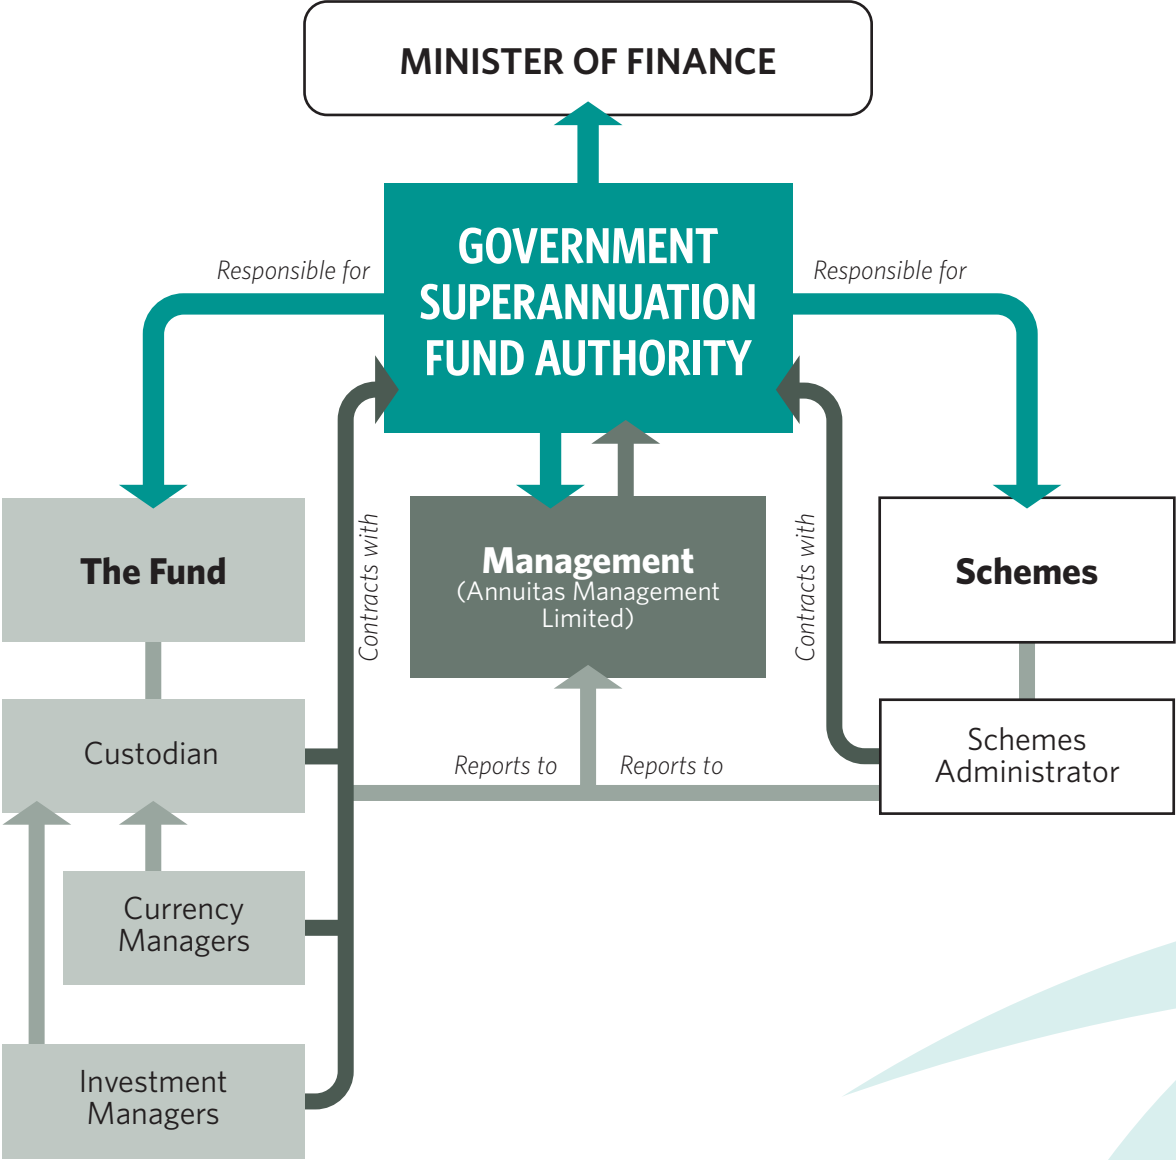 MINISTER OF FINANCE
GOVERNMENT
SUPERANNUATION
FUND AUTHORITY
Responsible for
Responsible for
The Fund
Contracts with
Management
(Annuitas Management
Limited)
Contracts with
Schemes
Custodian
Reports to
Reports to
Schemes
Administrator
Currency
Managers
Investment
Managers